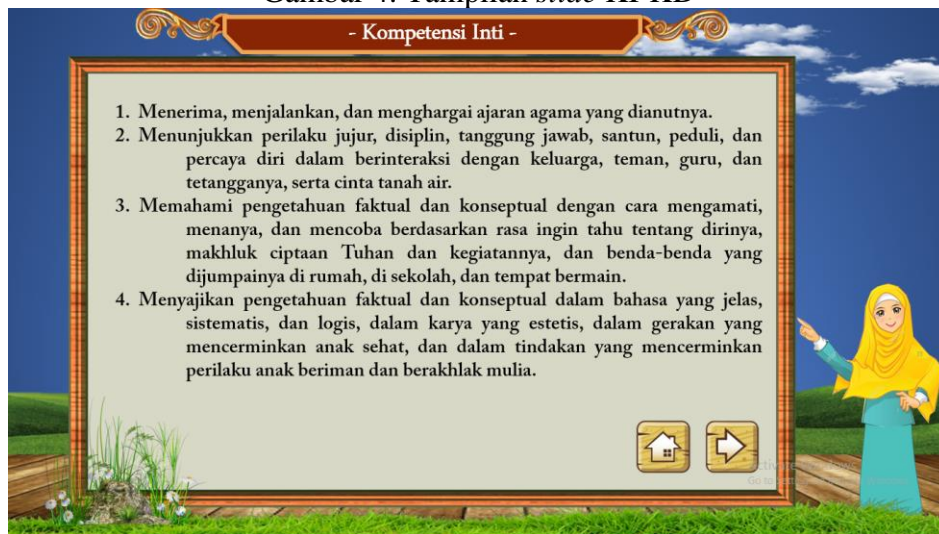 Gambar 4. Tampilan slide KI-KD
- Kompetensi Inti -
1. Menerima, menjalankan, dan menghargai ajaran agama yang dianutnya.
2. Menunjukkan perilaku jujur, disiplin, tanggung jawab, santun, peduli, dan
percaya diri dalam berinteraksi dengan keluarga, teman, guru, dan
tetangganya, serta cinta tanah air.
3. Memahami pengetahuan faktual dan konseptual dengan cara mengamati,
menanya, dan mencoba berdasarkan rasa ingin tahu tentang dirinya,
makhluk ciptaan Tuhan dan kegiatannya, dan benda-benda yang
dijumpainya di rumah, di sekolah, dan tempat bermain.
4. Menyajikan pengetahuan faktual dan konseptual dalam bahasa yang jelas,
sistematis, dan logis, dalam karya yang estetis, dalam gerakan yang
mencerminkan anak sehat, dan dalam tindakan yang mencerminkan
perilaku anak beriman dan berakhlak mulia.